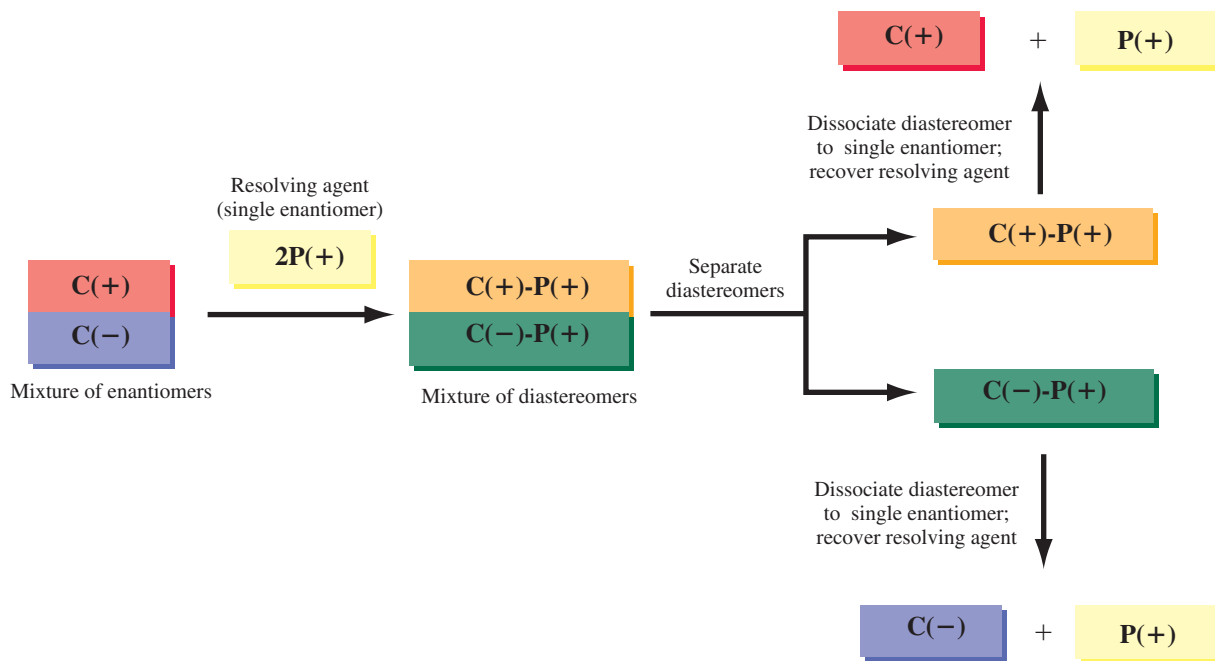 C(+) + P(+)
Dissociate diastereomer
to single enantiomer;
recover resolving agent
Resolving agent
(single enantiomer)
2P(+)
C(+)
C(−)
Mixture of enantiomers
C(+)-P(+)
C(−)-P(+)
Mixture of diastereomers
Separate
diastereomers
C(+)-P(+)
C(−)-P(+)
Dissociate diastereomer
to single enantiomer;
recover resolving agent
C(−) + P(+)